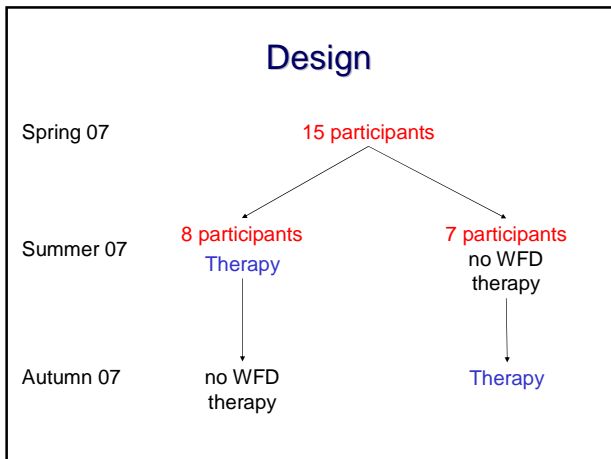 Design
Spring 07
15 participants
Summer 07
8 participants
Therapy
7 participants
no WFD
therapy
Autumn 07
no WFD
therapy
Therapy